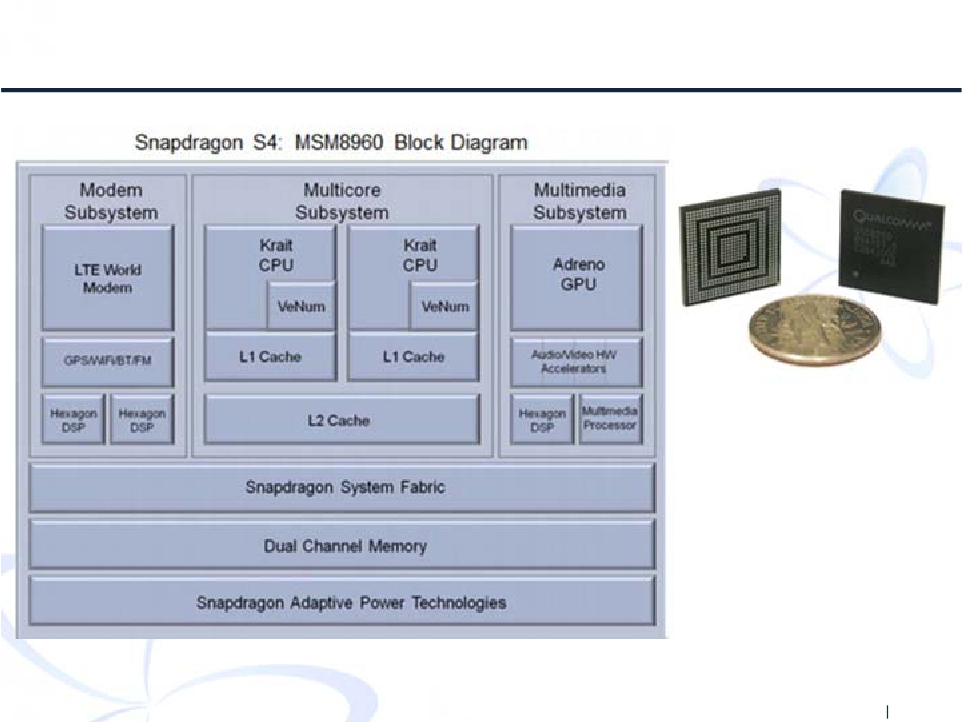 Snapdragon S4: MSM8960 Block Diagram
Modem
Subsystem
LTE World
Modem
GPS/WiFi/BT/FM
Hexagon
DSP
Hexagon
DSP
Multicore
Subsystem
Krait
CPU
VeNum
L1 Cache
Krait
CPU
VeNum
L1 Cache
L2 Cache
Multimedia
Subsystem
Adreno
GPU
Audio/Video HW
Accelerators
Hexagon
DSP
Multimedia
Processor
Snapdragon System Fabric
Dual Channel Memory
Snapdragon Adaptive Power Technologies
QUALCOMM